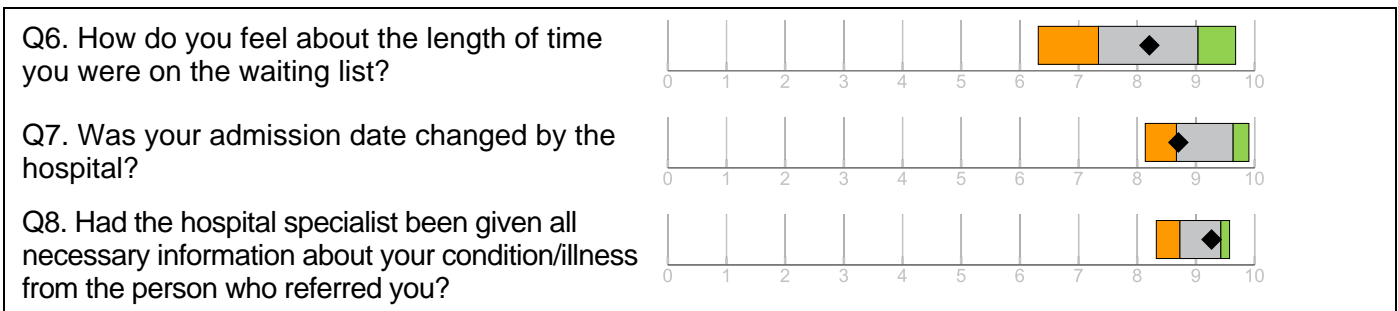 Q6. How do you feel about the length of time
you were on the waiting list?
0 1 2 3 4 5 6 7 8 9 10
Q7. Was your admission date changed by the
hospital?
0 1 2 3 4 5 6 7 8 9 10
Q8. Had the hospital specialist been given all
necessary information about your condition/illness
from the person who referred you?
0 1 2 3 4 5 6 7 8 9 10